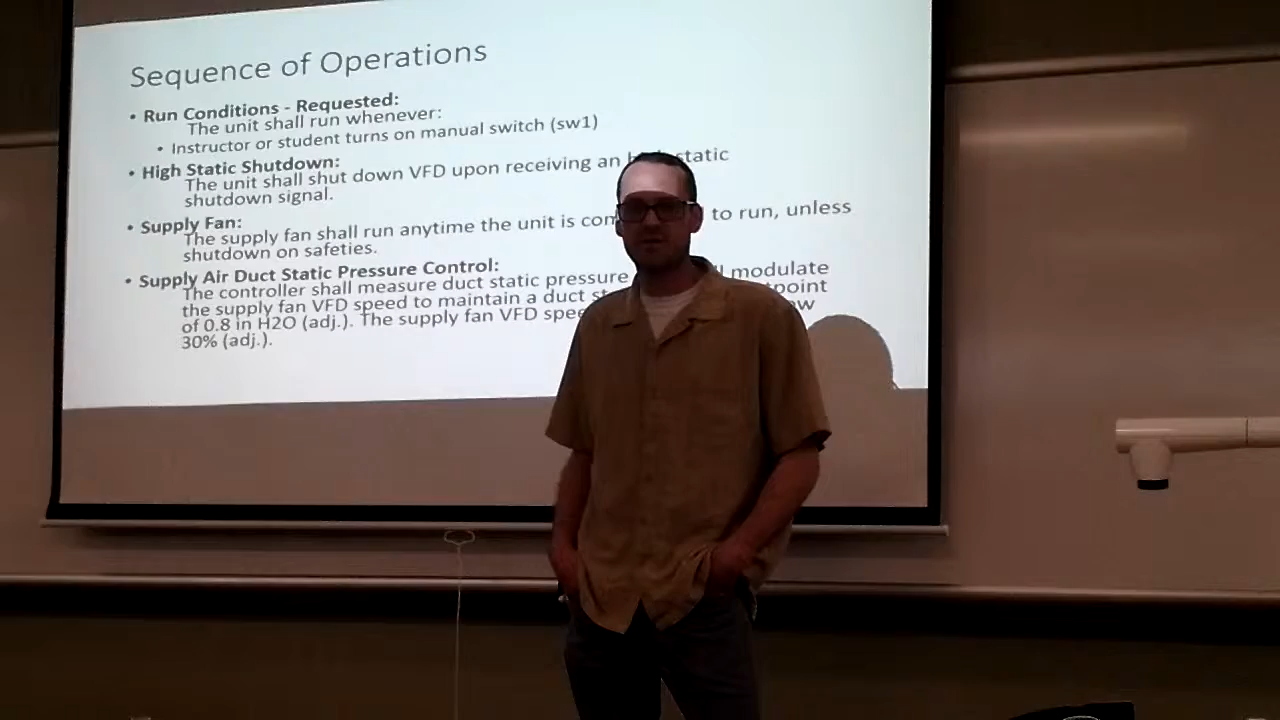 Sequence of Operations
• Run Conditions - Requested:
The unit shall run whenever:
• Instructor or student turns on manual switch (sw1)
• High Static Shutdown:
The unit shall shut down VFD upon receiving an static
shutdown signal.
• Supply Fan:
The supply fan shall run anytime the unit is to run, unless
shutdown on safeties.
• Supply Air Duct Static Pressure Control:
The controller shall measure duct static pressure modulate
the supply fan VFD speed to maintain a duct
of 0.8 in H2O (adj.). The supply fan VFD
30% (adj.).